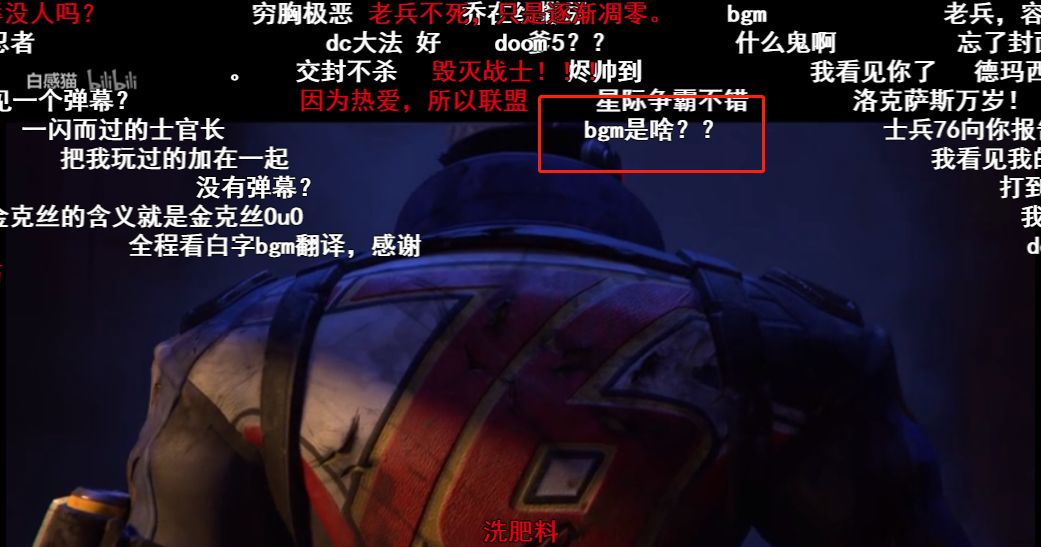 没人吗？ 穷胸极恶 老兵不死，只是逐渐凋零。 bgm 老兵，容
忍者 dc大法 好 doom5？？ 什么鬼啊 忘了封面
白感猫 bilibili 。 交封不杀 毁灭战士！！！ 烬帅到 我看见你了 德玛西
见一个弹幕？ 因为热爱，所以联盟 星际争霸不错 洛克萨斯万岁！
一闪而过的士官长 bgm是啥？？ 士兵76向你报告
把我玩过的加在一起 我看见我的
没有弹幕？ 打到
金克丝的含义就是金克丝OuO 我
全程看白字bgm翻译，感谢
76
洗肥料